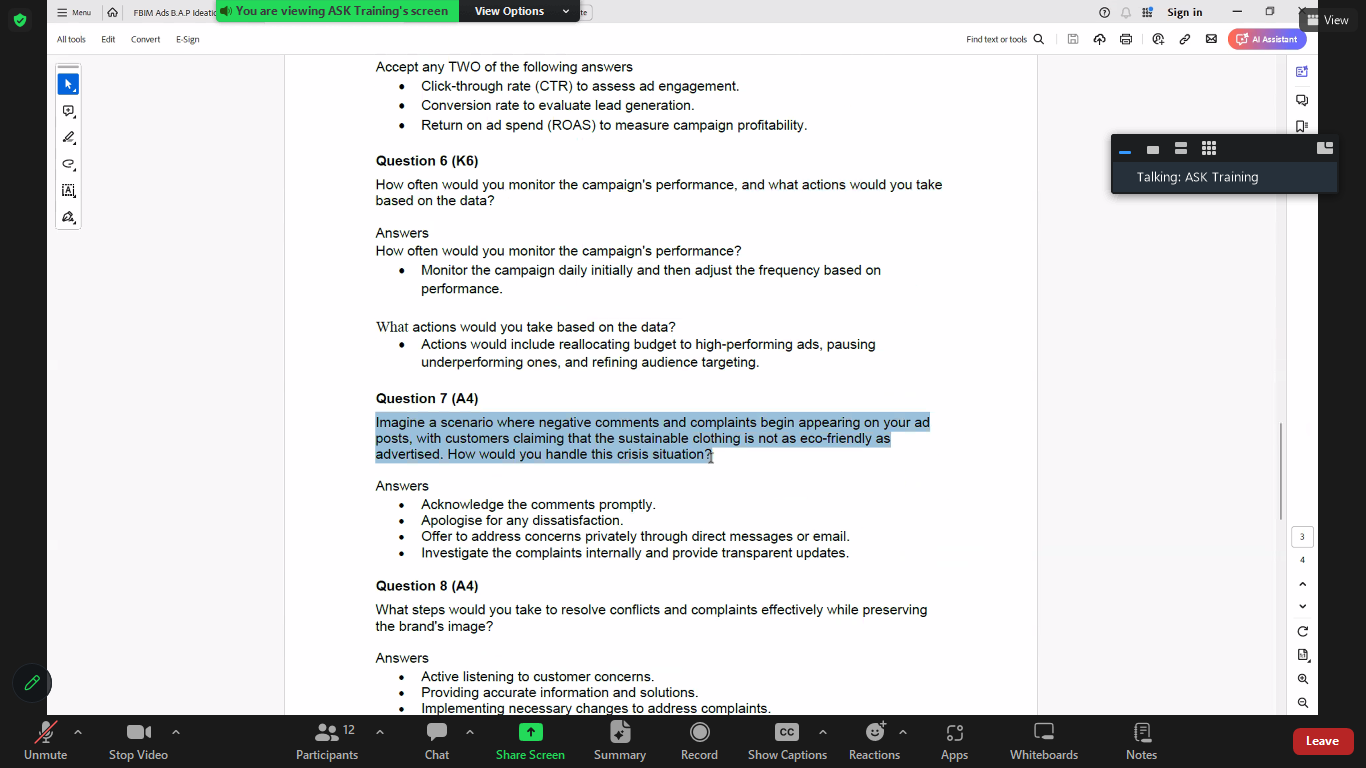 Menu
FBIM Ads B.A.P Ideatic
You are viewing ASK Training's screen
View Options
te
Sign in
View
All tools
Edit
Convert
E-Sign
Find text or tools
AI Assistant
Accept any TWO of the following answers
• Click-through rate (CTR) to assess ad engagement.
• Conversion rate to evaluate lead generation.
• Return on ad spend (ROAS) to measure campaign profitability.
Talking: ASK Training
Question 6 (K6)
How often would you monitor the campaign's performance, and what actions would you take
based on the data?
Answers
How often would you monitor the campaign's performance?
• Monitor the campaign daily initially and then adjust the frequency based on
performance.
What actions would you take based on the data?
• Actions would include reallocating budget to high-performing ads, pausing
underperforming ones, and refining audience targeting.
Question 7 (A4)
Imagine a scenario where negative comments and complaints begin appearing on your ad
posts, with customers claiming that the sustainable clothing is not as eco-friendly as
advertised. How would you handle this crisis situation?
Answers
• Acknowledge the comments promptly.
• Apologise for any dissatisfaction.
• Offer to address concerns privately through direct messages or email.
• Investigate the complaints internally and provide transparent updates.
3
4
Question 8 (A4)
What steps would you take to resolve conflicts and complaints effectively while preserving
the brand's image?
Answers
• Active listening to customer concerns.
• Providing accurate information and solutions.
• Implementing necessary changes to address complaints.
Unmute
Stop Video
Participants
12
Chat
Share Screen
Summary
Record
CC
Show Captions
Reactions
Apps
Whiteboards
Notes
Leave